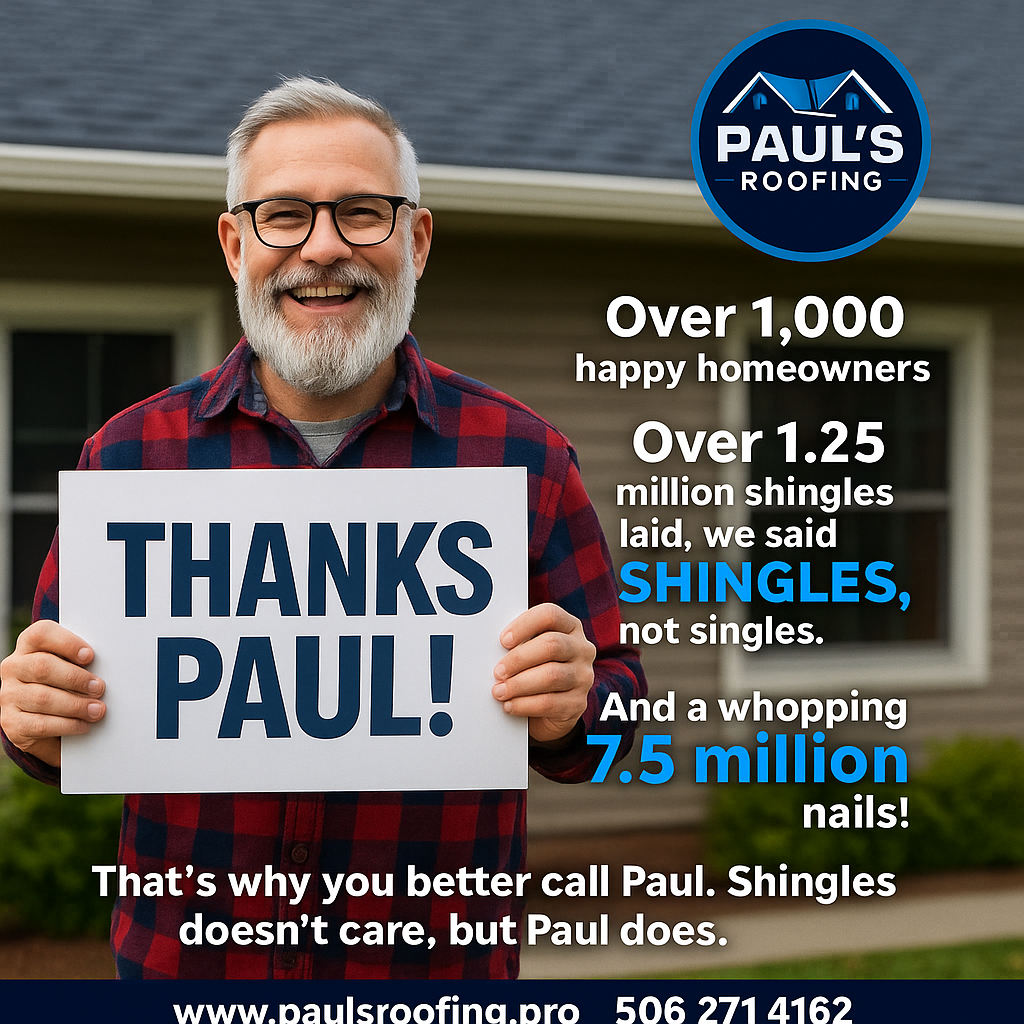 PAUL'S
ROOFING
Over 1,000
happy homeowners
Over 1.25
million shingles
laid, we said
SHINGLES,
not singles.
And a whopping
7.5 million
nails!
THANKS
PAUL!
That's why you better call Paul. Shingles
doesn't care, but Paul does.
www.paulsroofing.pro 506 271 4162